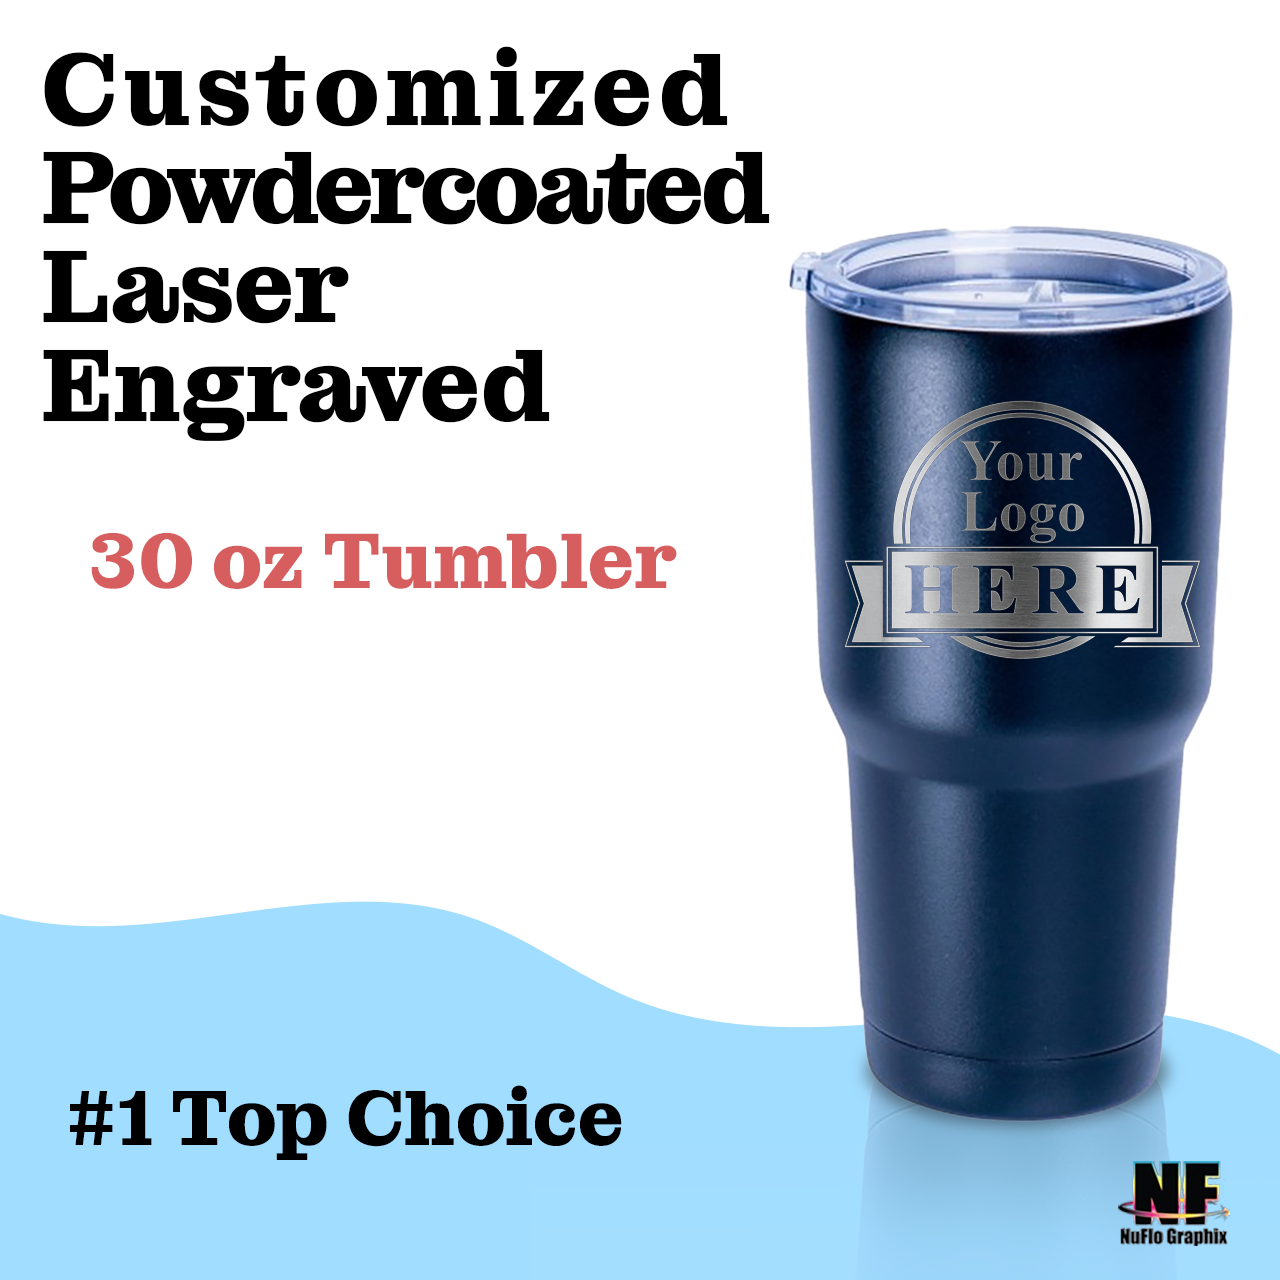 Customized
Powdercoated
Laser
Engraved
30 oz Tumbler
Your
Logo
HERE
#1 Top Choice
NF
NuFlo Graphix